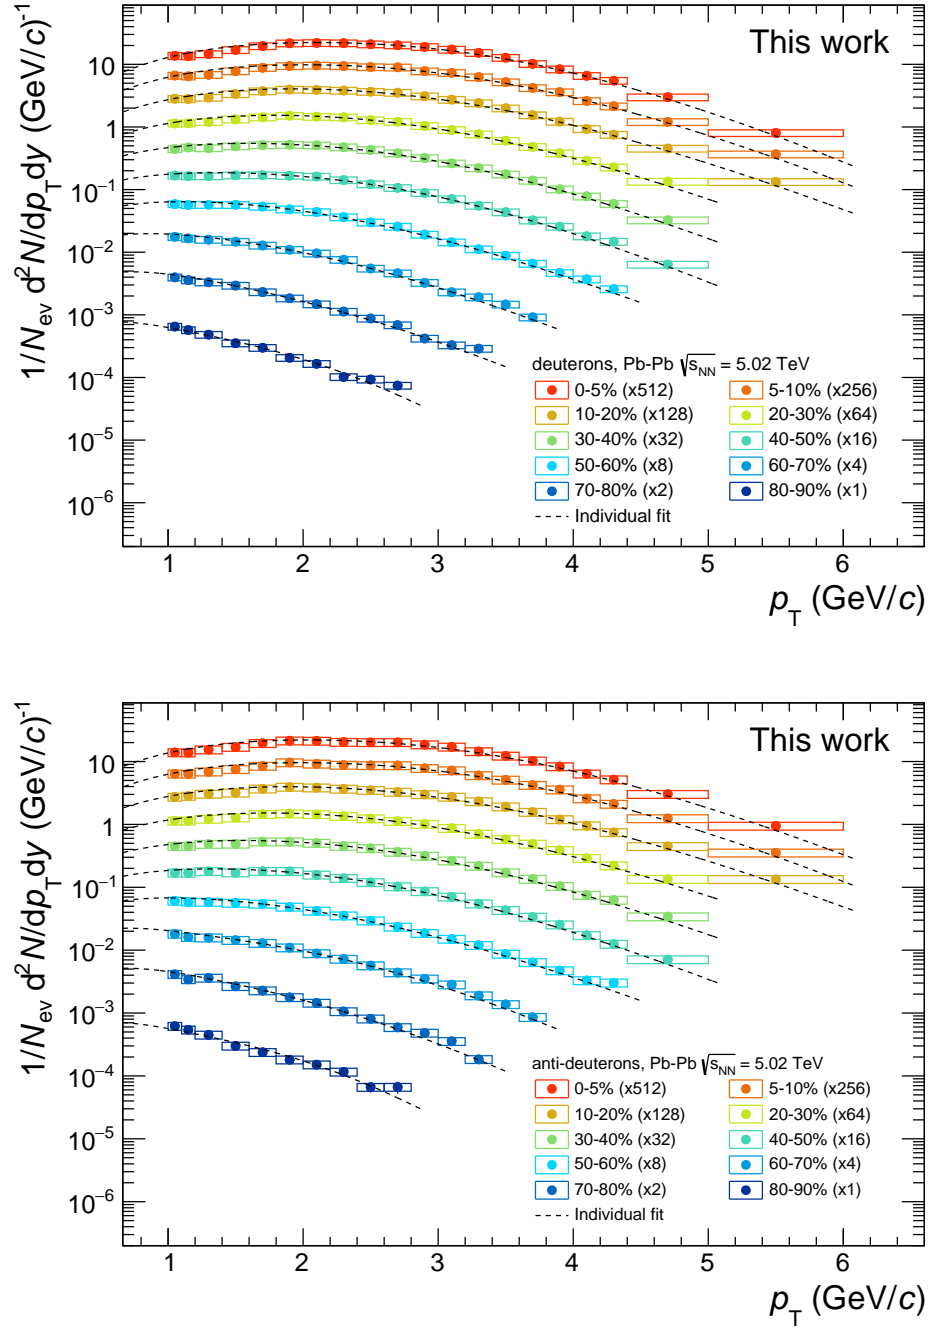 This work
1/N_ev d²N/dp_Tdy (GeV/c)⁻¹
10
1
10⁻¹
10⁻²
10⁻³
10⁻⁴
10⁻⁵
10⁻⁶
deuterons, Pb-Pb √s_NN = 5.02 TeV
0-5% (x512) 5-10% (x256)
10-20% (x128) 20-30% (x64)
30-40% (x32) 40-50% (x16)
50-60% (x8) 60-70% (x4)
70-80% (x2) 80-90% (x1)
Individual fit
1 2 3 4 5 6
p_T (GeV/c)
This work
1/N_ev d²N/dp_Tdy (GeV/c)⁻¹
10
1
10⁻¹
10⁻²
10⁻³
10⁻⁴
10⁻⁵
10⁻⁶
anti-deuterons, Pb-Pb √s_NN = 5.02 TeV
0-5% (x512) 5-10% (x256)
10-20% (x128) 20-30% (x64)
30-40% (x32) 40-50% (x16)
50-60% (x8) 60-70% (x4)
70-80% (x2) 80-90% (x1)
Individual fit
1 2 3 4 5 6
p_T (GeV/c)